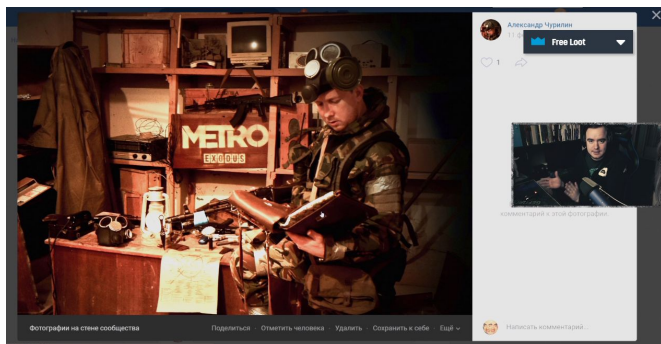 Александр Чурилин
Free Loot
1
METRO
EXODUS
комментарий к этой фотографии.
Фотографии на стене сообщества
Поделиться · Отметить человека · Удалить · Сохранить к себе · Ещё
Написать комментарий...